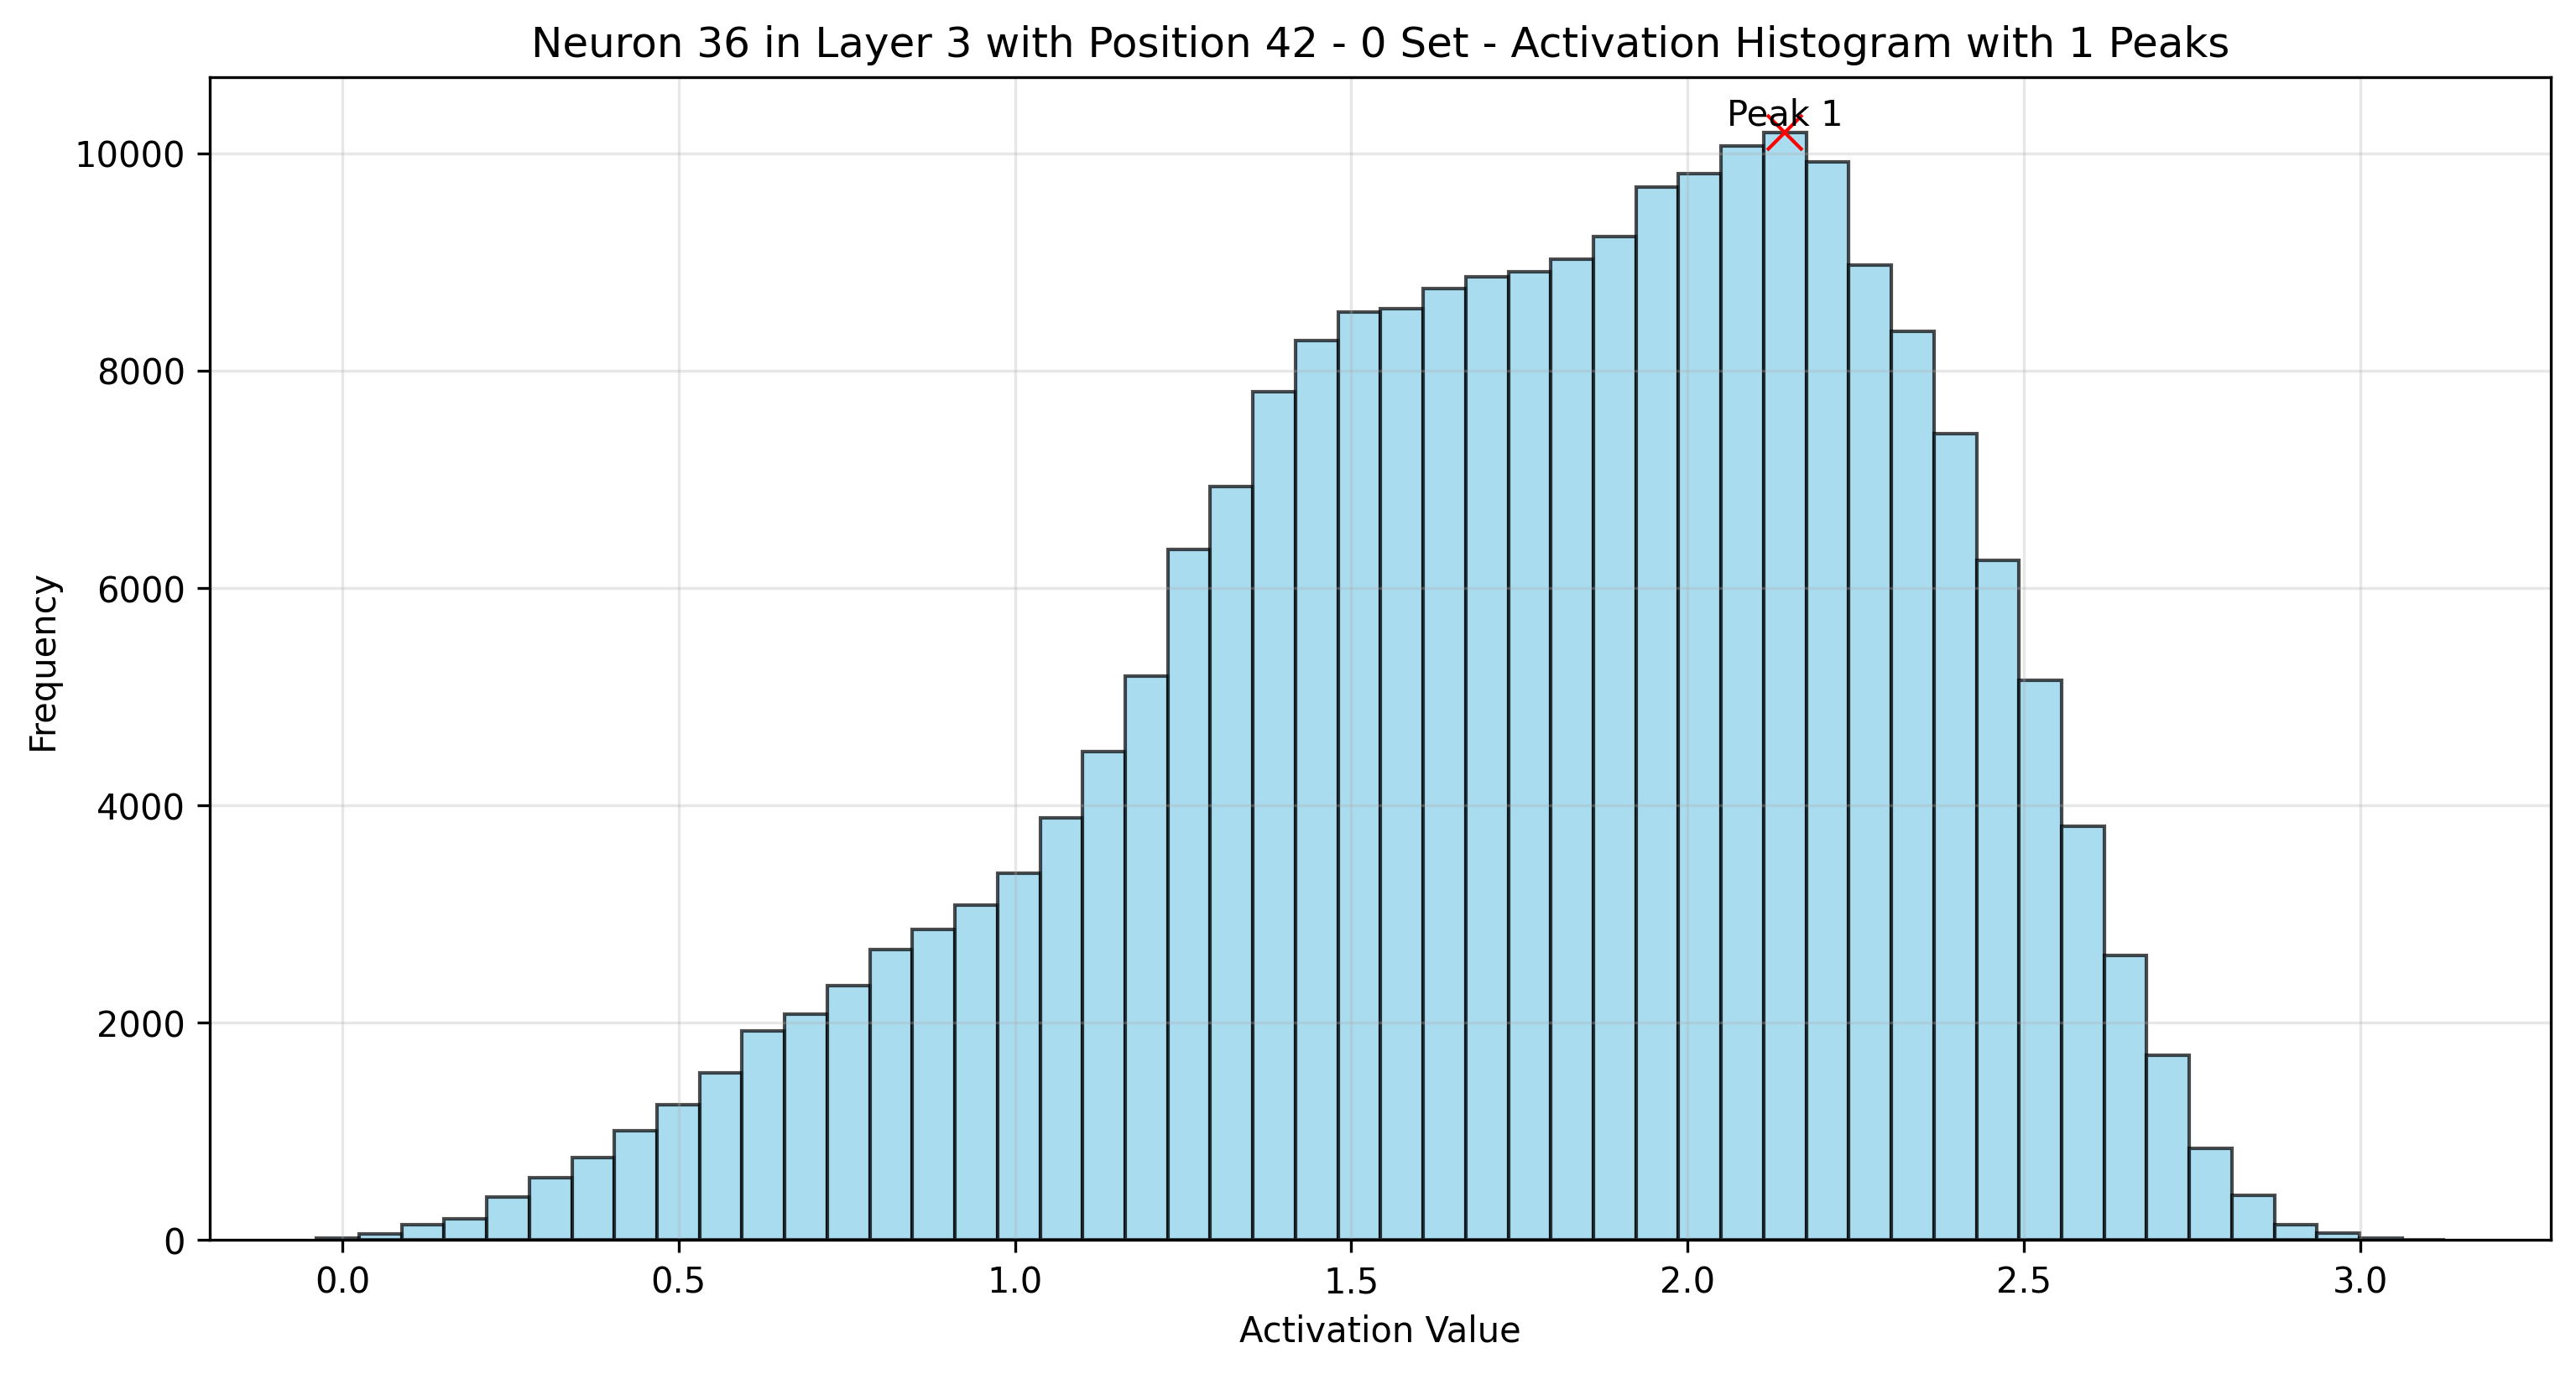 Neuron 36 in Layer 3 with Position 42 - 0 Set - Activation Histogram with 1 Peaks
Peak 1
10000
8000
6000
4000
2000
0
Frequency
0.0 0.5 1.0 1.5 2.0 2.5 3.0
Activation Value